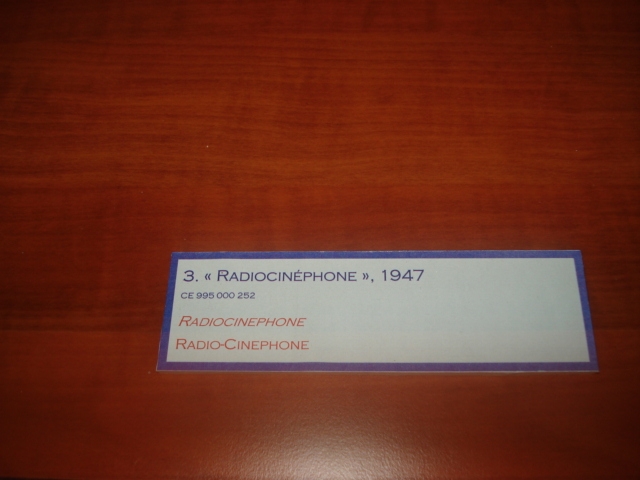 3. « RADIOCINÉPHONE », 1947
CE 995 000 252
RADIOCINEPHONE
RADIO-CINEPHONE